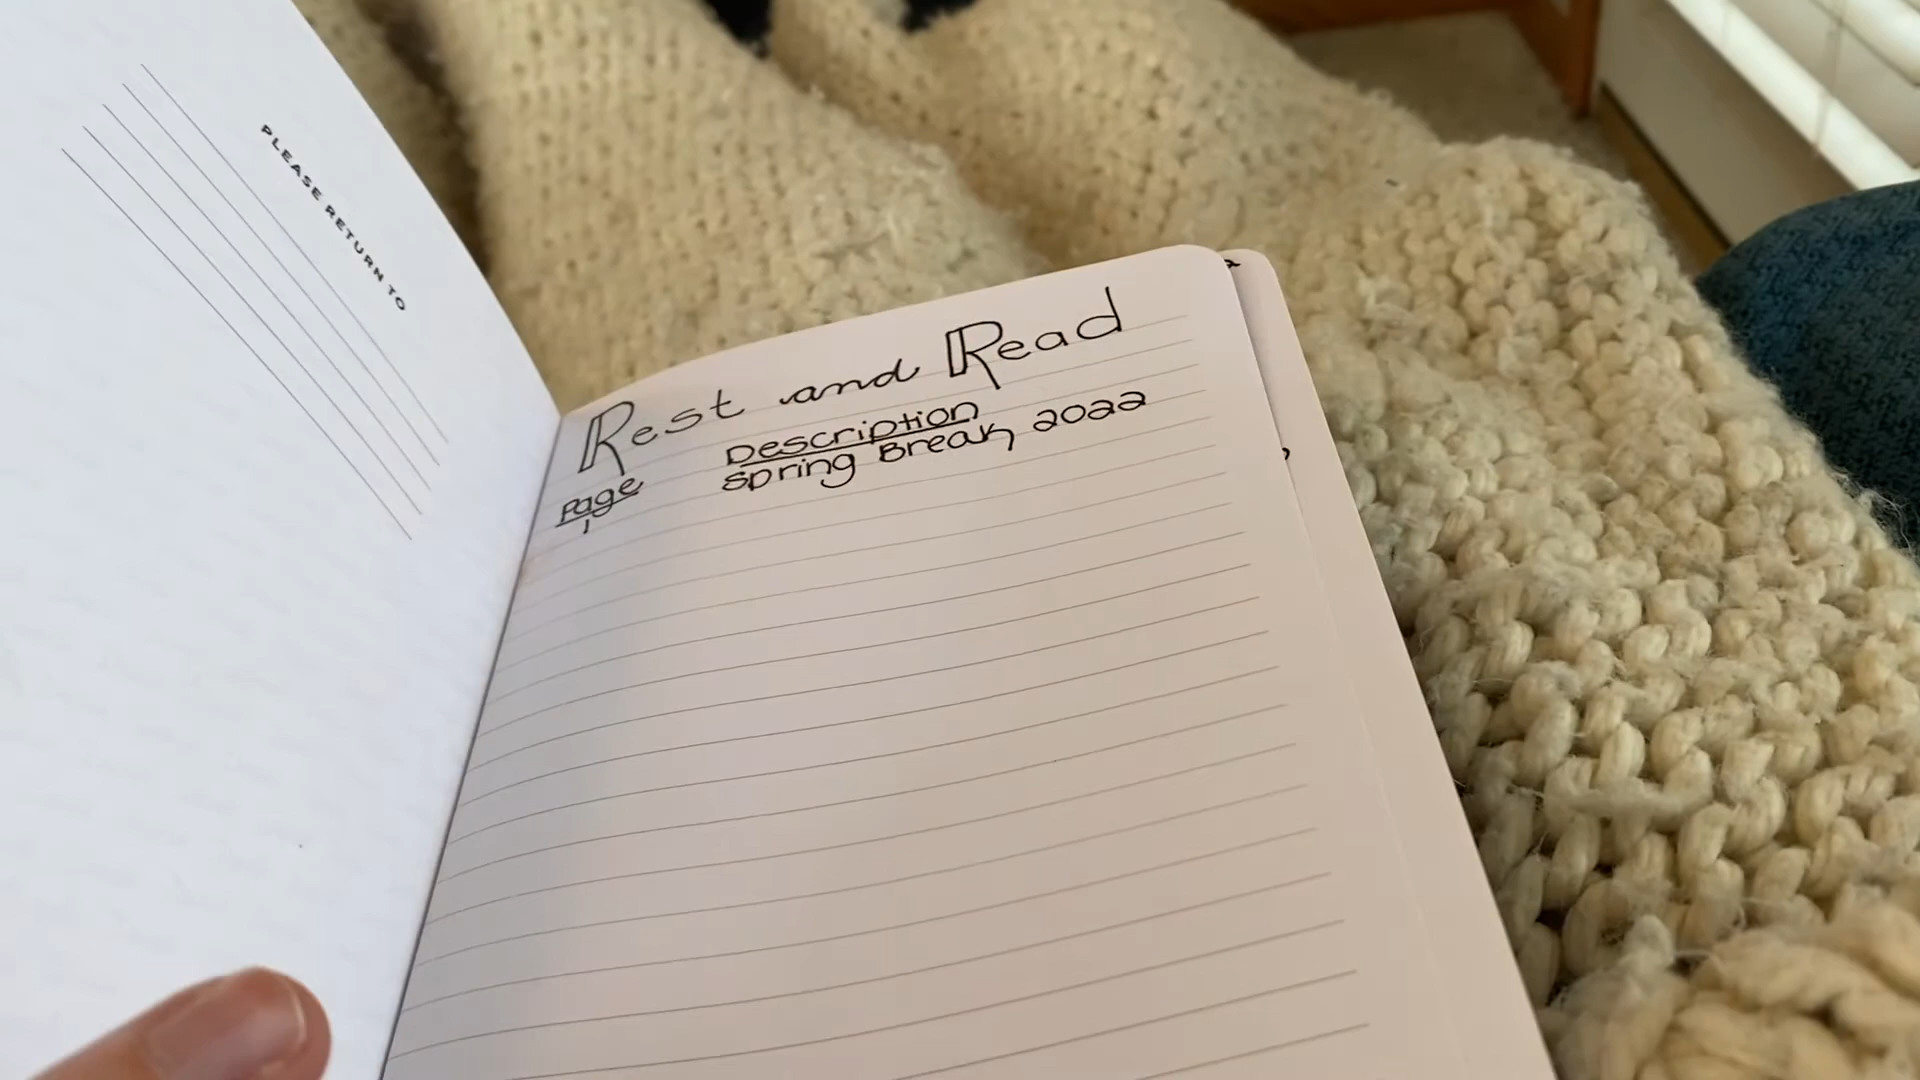 PLEASE RETURN TO
Rest and Read
Page Description
1 Spring Break 2022